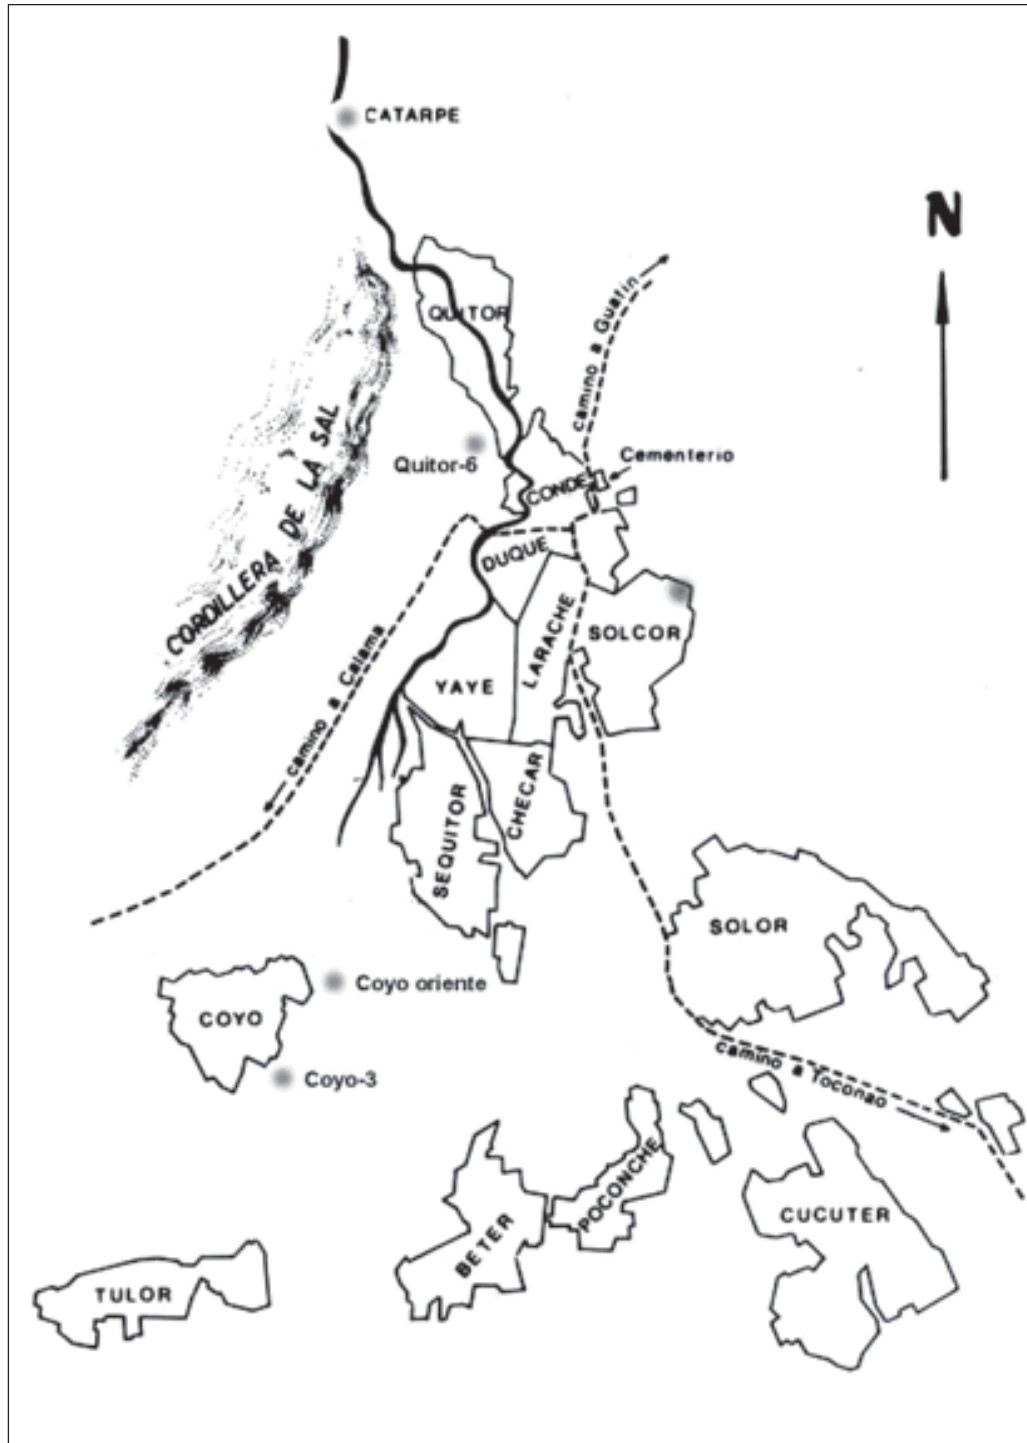 CATARPE
N
QUITOR
camino a Guatin
Quitor-6
Cementerio
CONDE
CORDILLERA DE LA SAL
DUQUE
LARACHE
SOLCOR
camino a Calama
YAYE
CHECAR
SEQUITOR
SOLOR
Coyo oriente
COYO
Coyo-3
camino a Toconao
POCONCHE
BETER
CUCUTER
TULOR